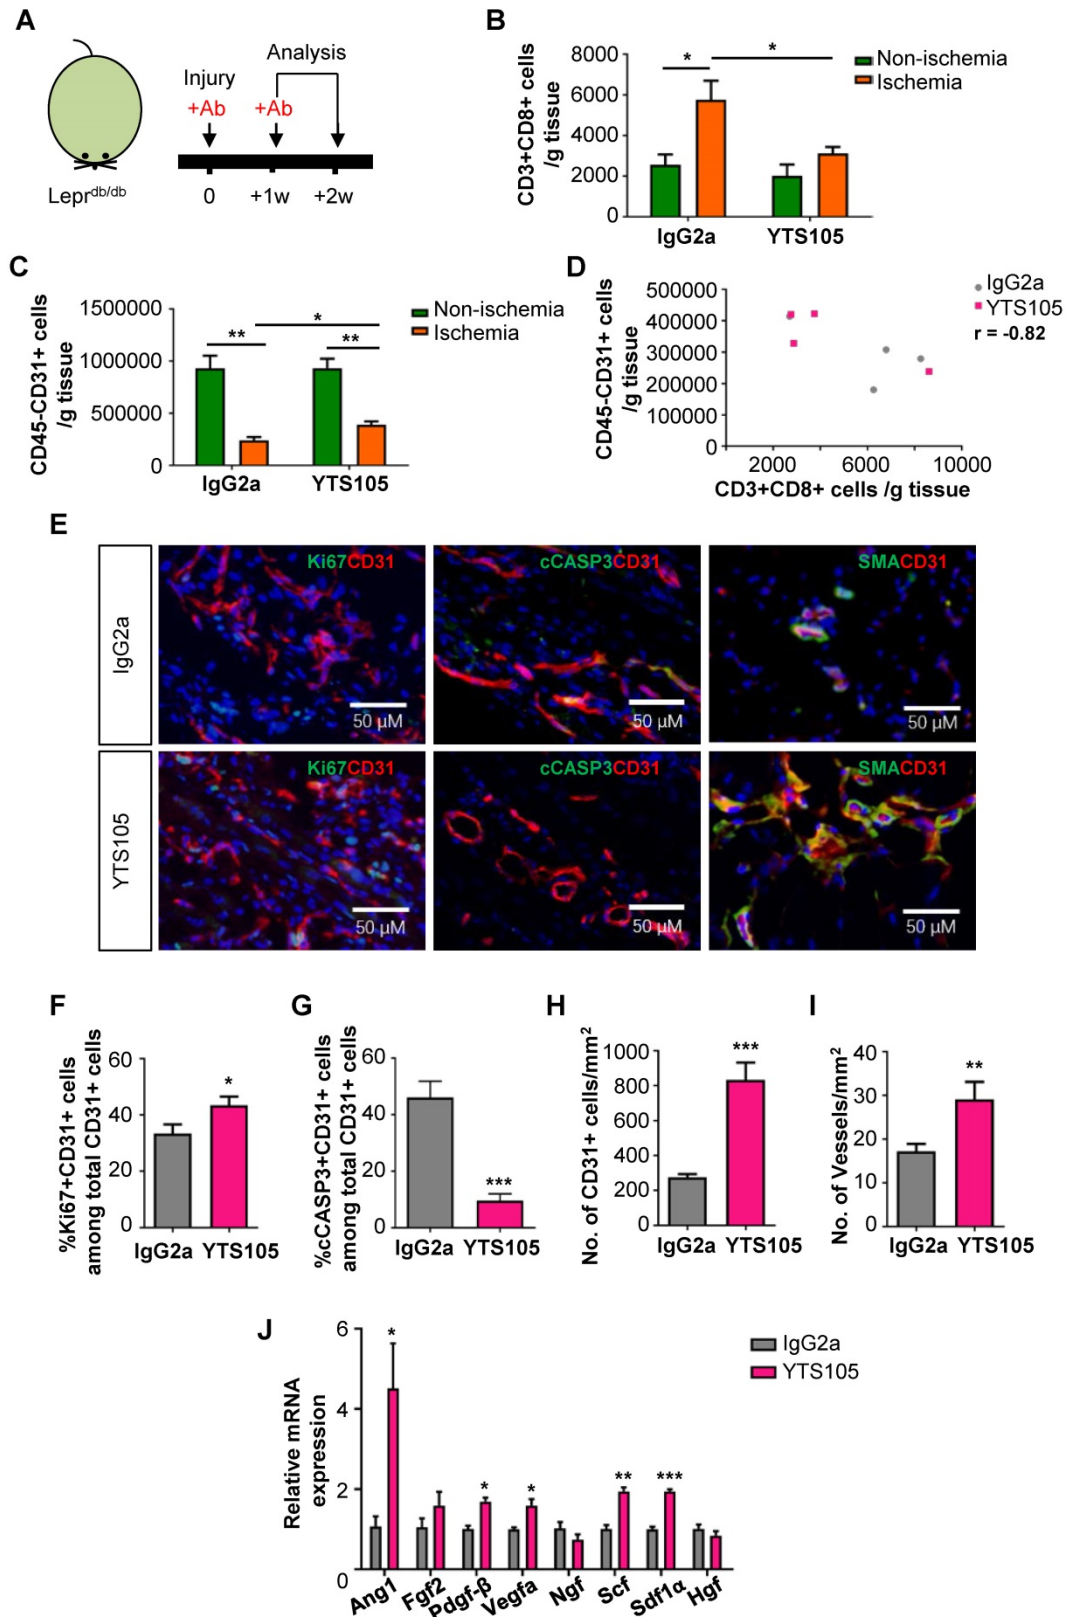 A
Analysis
Injury
+Ab +Ab
Lepr^db/db
0 +1w +2w
B
CD3+CD8+ cells
/g tissue
8000
6000
4000
2000
0
* *
Non-ischemia
Ischemia
IgG2a YTS105
C
CD45-CD31+ cells
/g tissue
1500000
1000000
500000
0
** * **
Non-ischemia
Ischemia
IgG2a YTS105
D
CD45-CD31+ cells
/g tissue
500000
400000
300000
200000
100000
0
IgG2a
YTS105
r = -0.82
2000 6000 10000
CD3+CD8+ cells /g tissue
E
IgG2a
Ki67CD31
50 µM
cCASP3CD31
50 µM
SMACD31
50 µM
YTS105
Ki67CD31
50 µM
cCASP3CD31
50 µM
SMACD31
50 µM
F
%Ki67+CD31+ cells
among total CD31+ cells
60
40
20
0
*
IgG2a YTS105
G
%cCASP3+CD31+ cells
among total CD31+ cells
60
40
20
0
***
IgG2a YTS105
H
No. of CD31+ cells/mm²
1000
800
600
400
200
0
***
IgG2a YTS105
I
No. of Vessels/mm²
40
30
20
10
0
**
IgG2a YTS105
J
Relative mRNA
expression
6
4
2
0
* * * ** ***
IgG2a
YTS105
Ang1 Fgf2 Pdgf-β Vegfa Ngf Scf Sdf1α Hgf